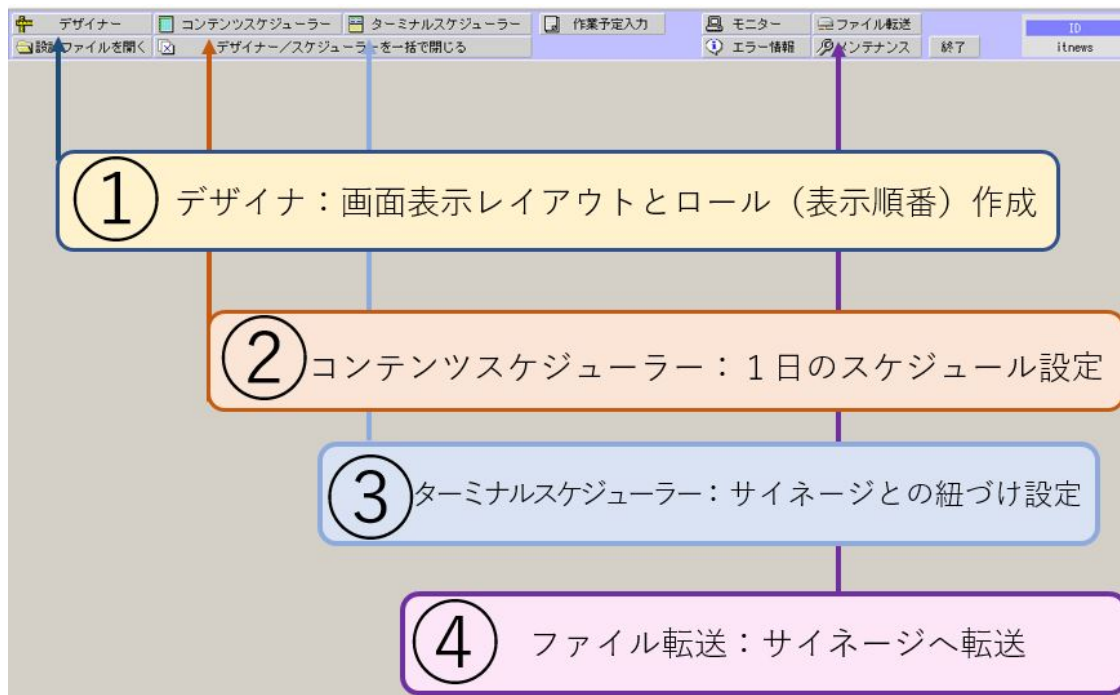 デザイナー コンテンツスケジューラー ターミナルスケジューラー 作業予定入力 モニター ファイル転送 ID
ファイルを開く デザイナー／スケジューラーを一括で閉じる エラー情報 メンテナンス 終了 itnews
① デザイナ：画面表示レイアウトとロール（表示順番）作成
② コンテンツスケジューラー：１日のスケジュール設定
③ ターミナルスケジューラー：サイネージとの紐づけ設定
④ ファイル転送：サイネージへ転送